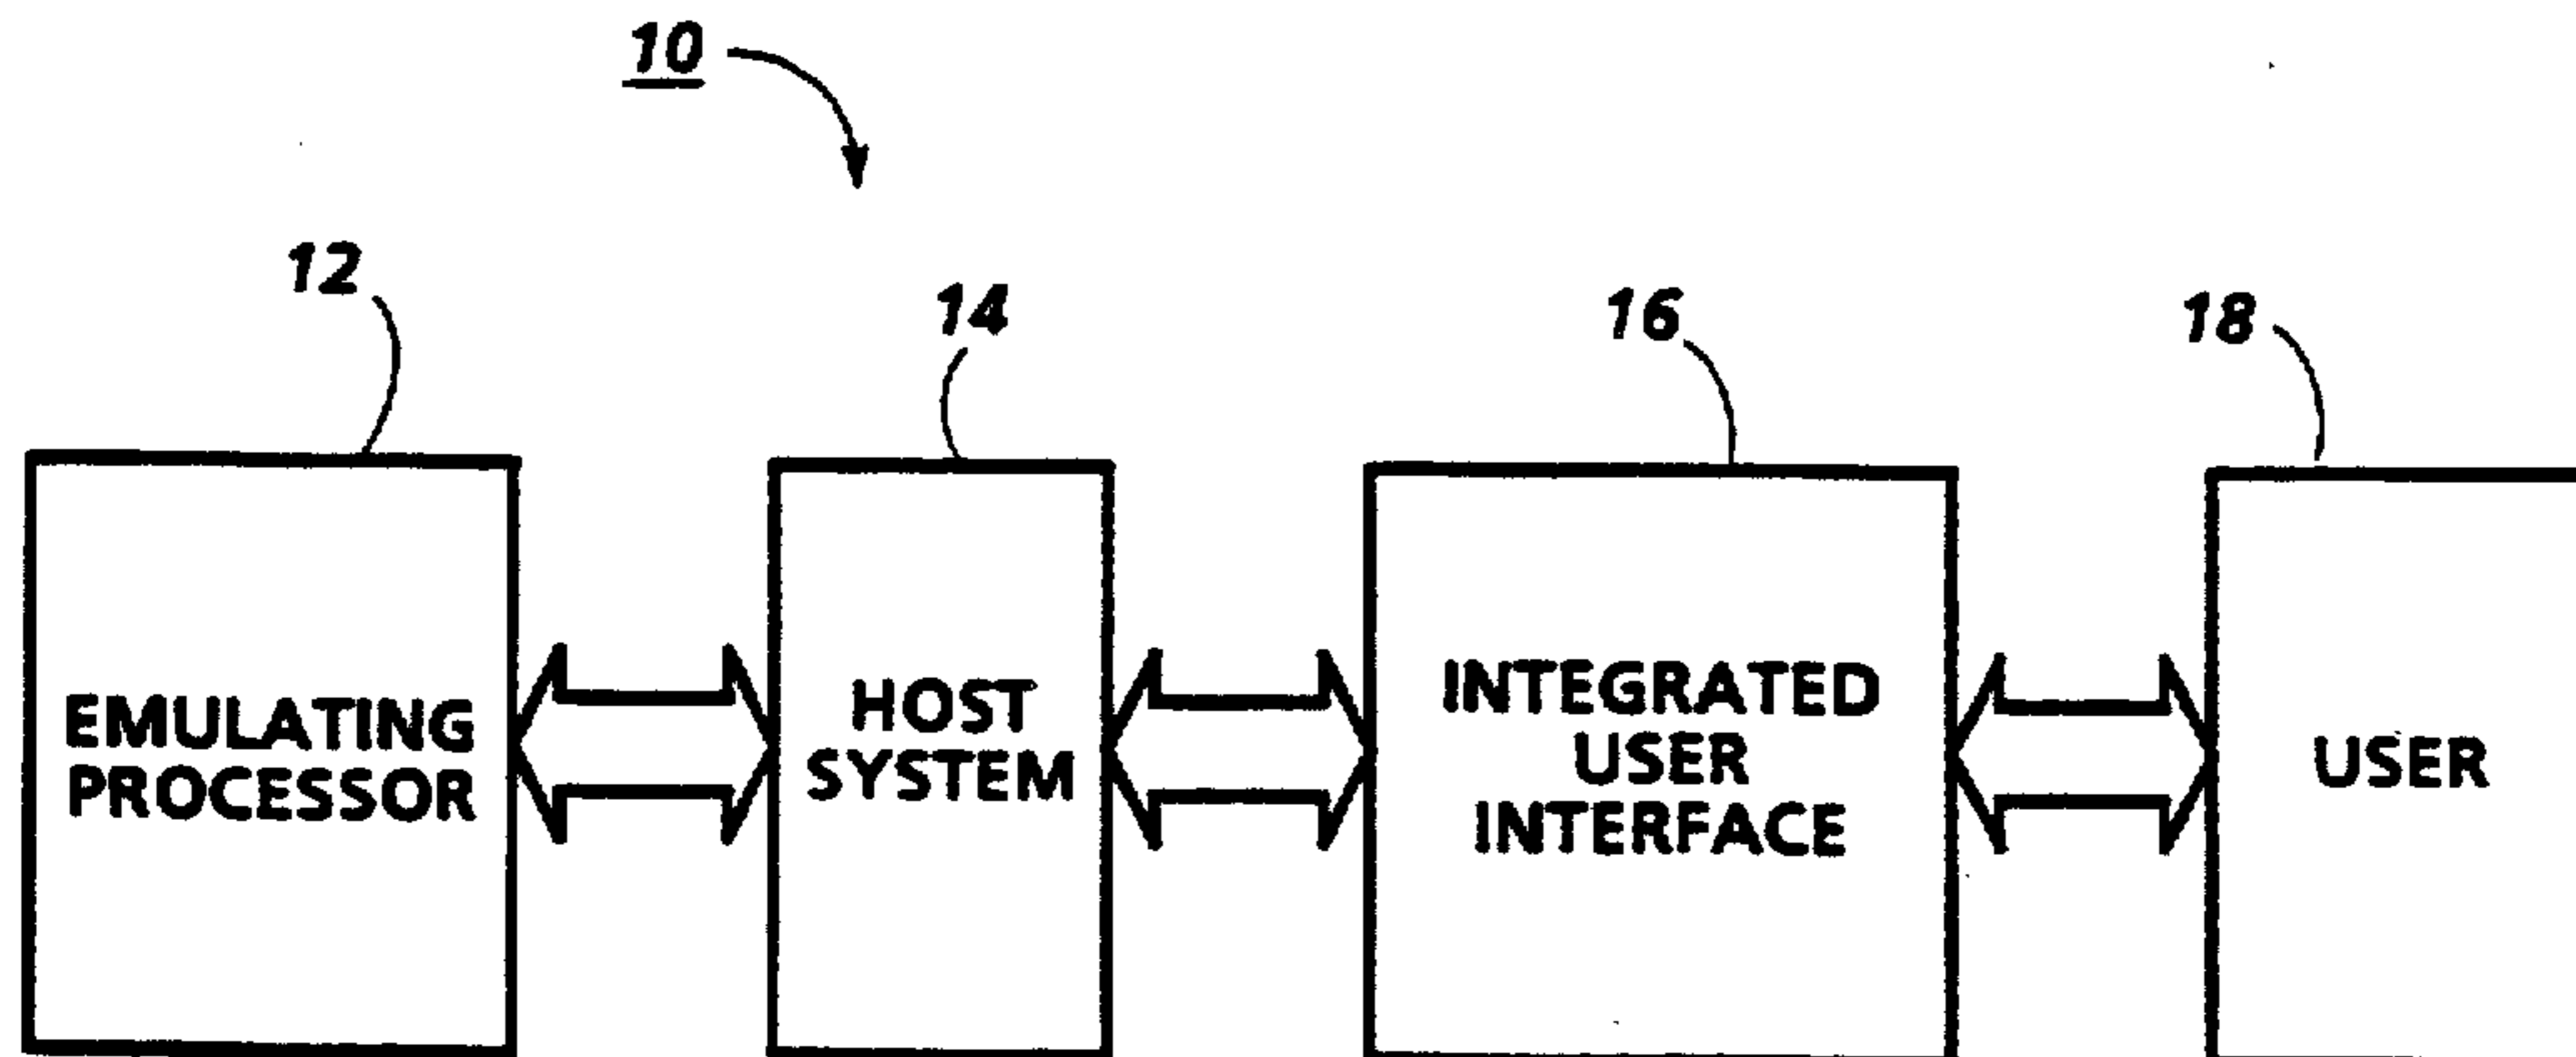 10
12
14
16
18
EMULATING
PROCESSOR
HOST
SYSTEM
INTEGRATED
USER
INTERFACE
USER